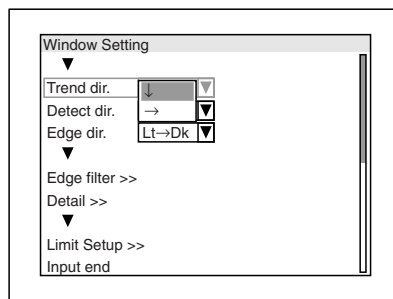 Window Setting
▼
Trend dir. ↓ ▼
Detect dir. → ▼
Edge dir. Lt→Dk ▼
▼
Edge filter >>
Detail >>
▼
Limit Setup >>
Input end